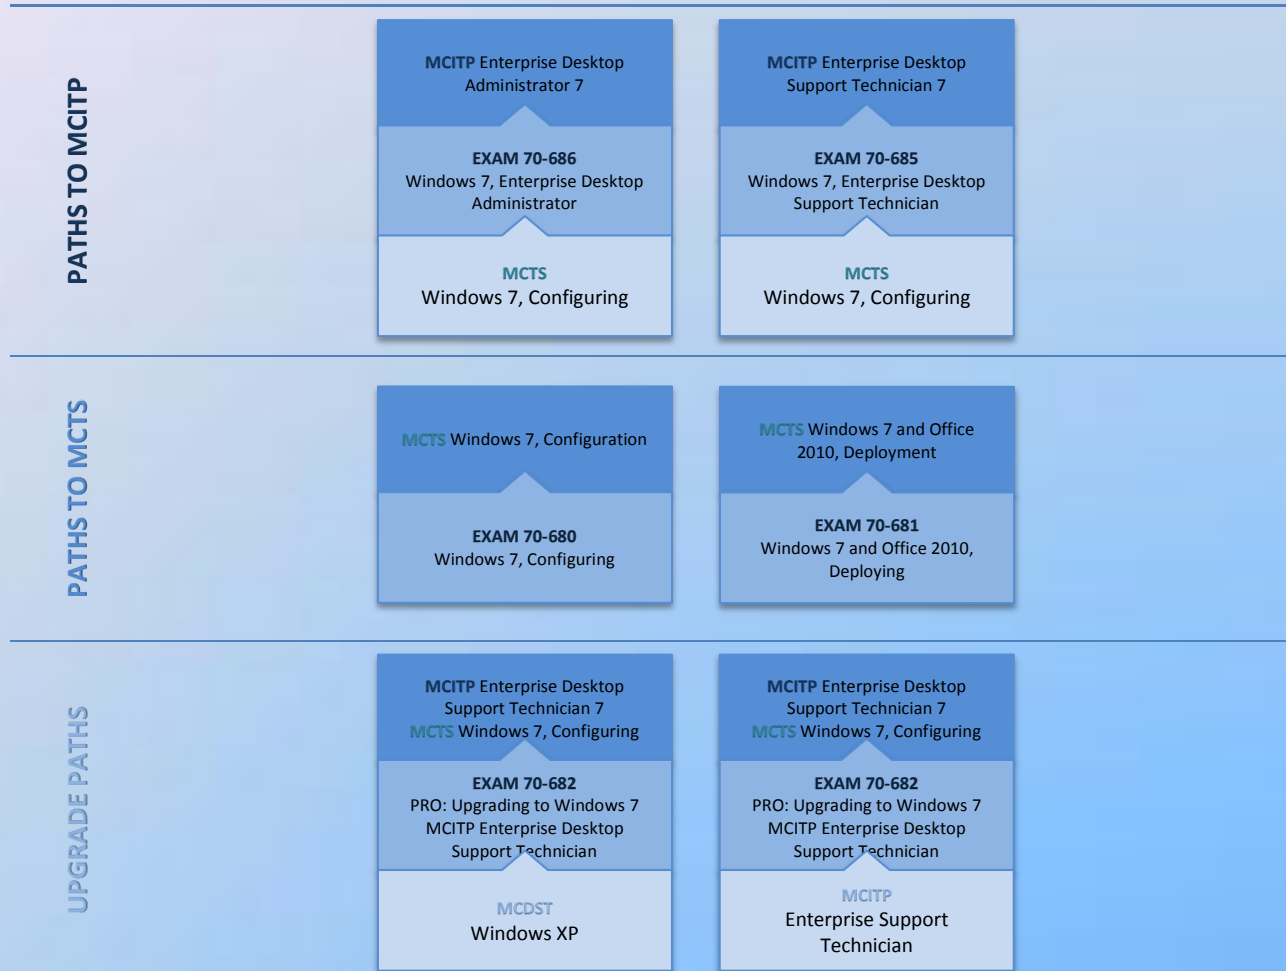 PATHS TO MCITP
MCITP Enterprise Desktop
Administrator 7
EXAM 70-686
Windows 7, Enterprise Desktop
Administrator
MCTS
Windows 7, Configuring
MCITP Enterprise Desktop
Support Technician 7
EXAM 70-685
Windows 7, Enterprise Desktop
Support Technician
MCTS
Windows 7, Configuring
PATHS TO MCTS
MCTS Windows 7, Configuration
EXAM 70-680
Windows 7, Configuring
MCTS Windows 7 and Office
2010, Deployment
EXAM 70-681
Windows 7 and Office 2010,
Deploying
UPGRADE PATHS
MCITP Enterprise Desktop
Support Technician 7
MCTS Windows 7, Configuring
EXAM 70-682
PRO: Upgrading to Windows 7
MCITP Enterprise Desktop
Support Technician
MCDST
Windows XP
MCITP Enterprise Desktop
Support Technician 7
MCTS Windows 7, Configuring
EXAM 70-682
PRO: Upgrading to Windows 7
MCITP Enterprise Desktop
Support Technician
MCITP
Enterprise Support
Technician